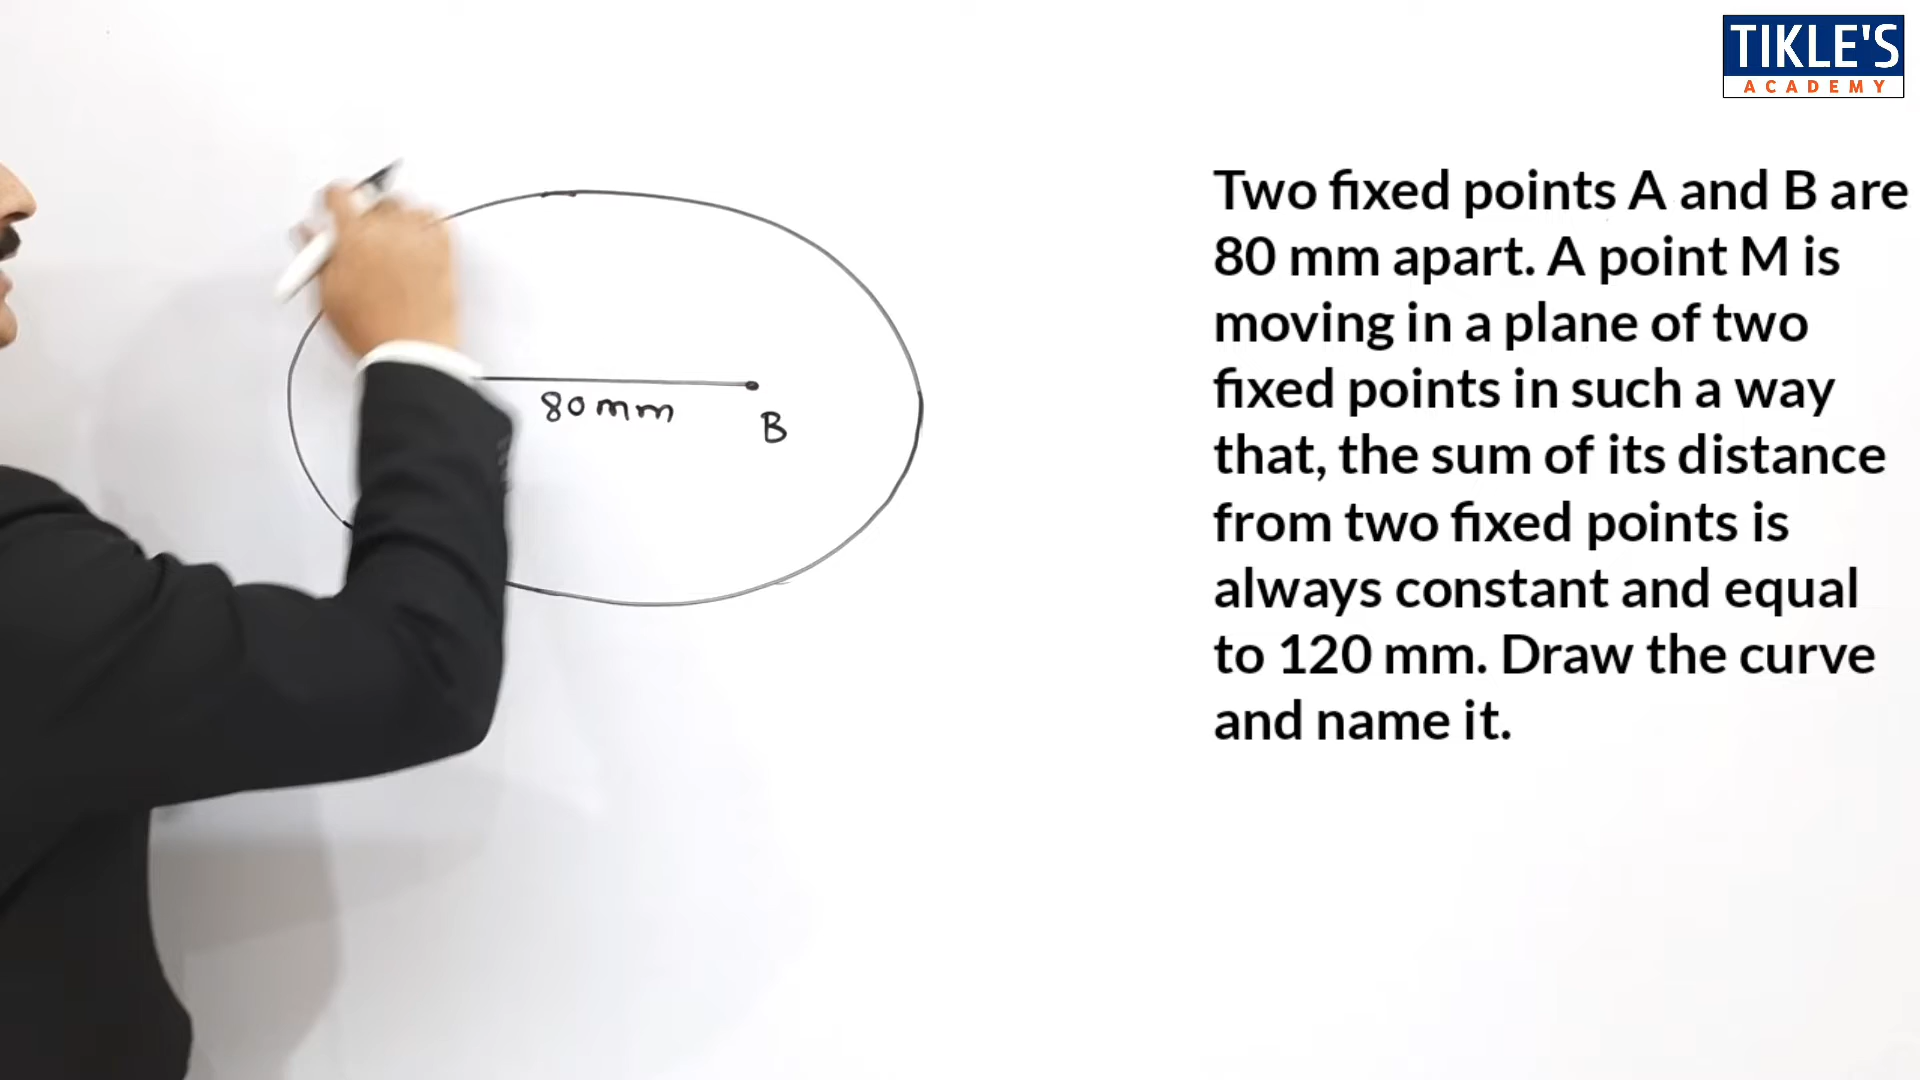 TIKLE'S
ACADEMY
Two fixed points A and B are
80 mm apart. A point M is
moving in a plane of two
fixed points in such a way
that, the sum of its distance
from two fixed points is
always constant and equal
to 120 mm. Draw the curve
and name it.
80mm
B